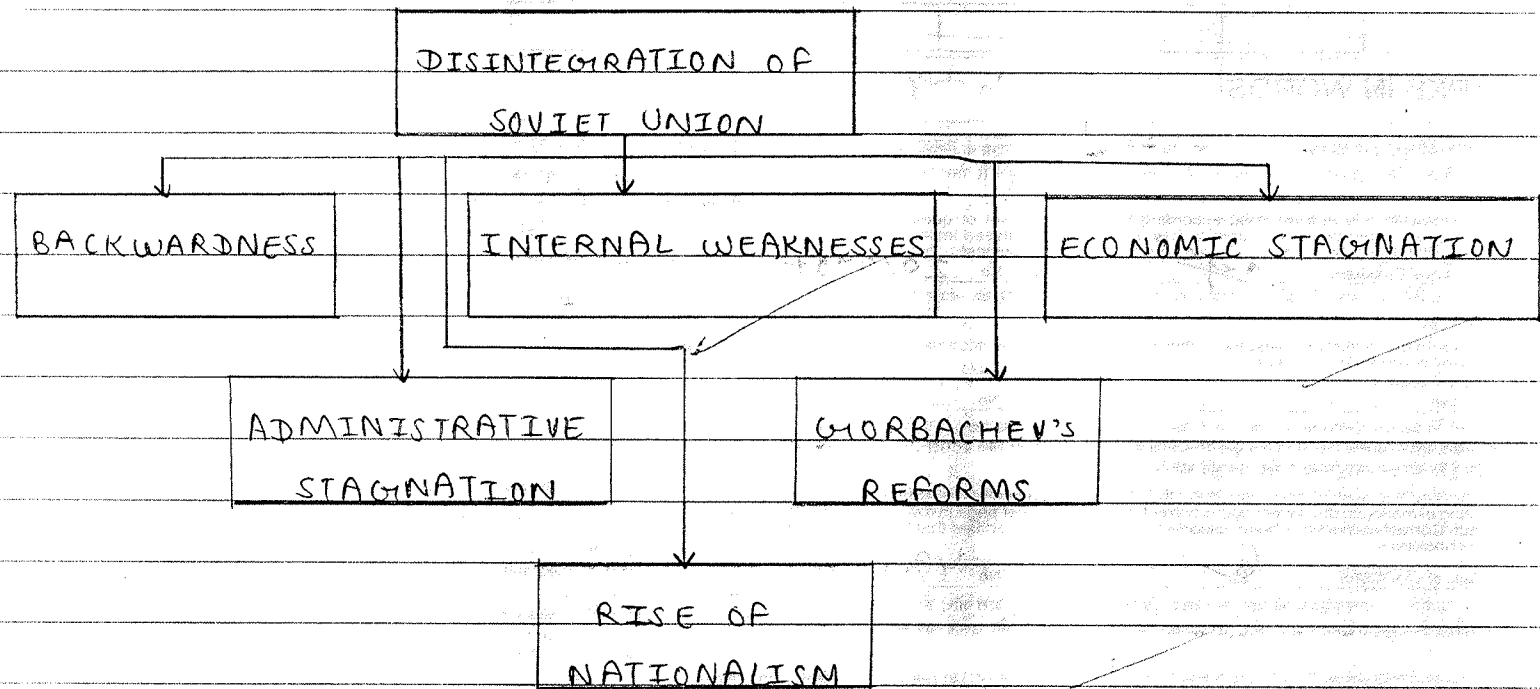 DISINTEGRATION OF
SOVIET UNION
BACKWARDNESS
INTERNAL WEAKNESSES
ECONOMIC STAGNATION
ADMINISTRATIVE
STAGNATION
GORBACHEV's
REFORMS
RISE OF
NATIONALISM